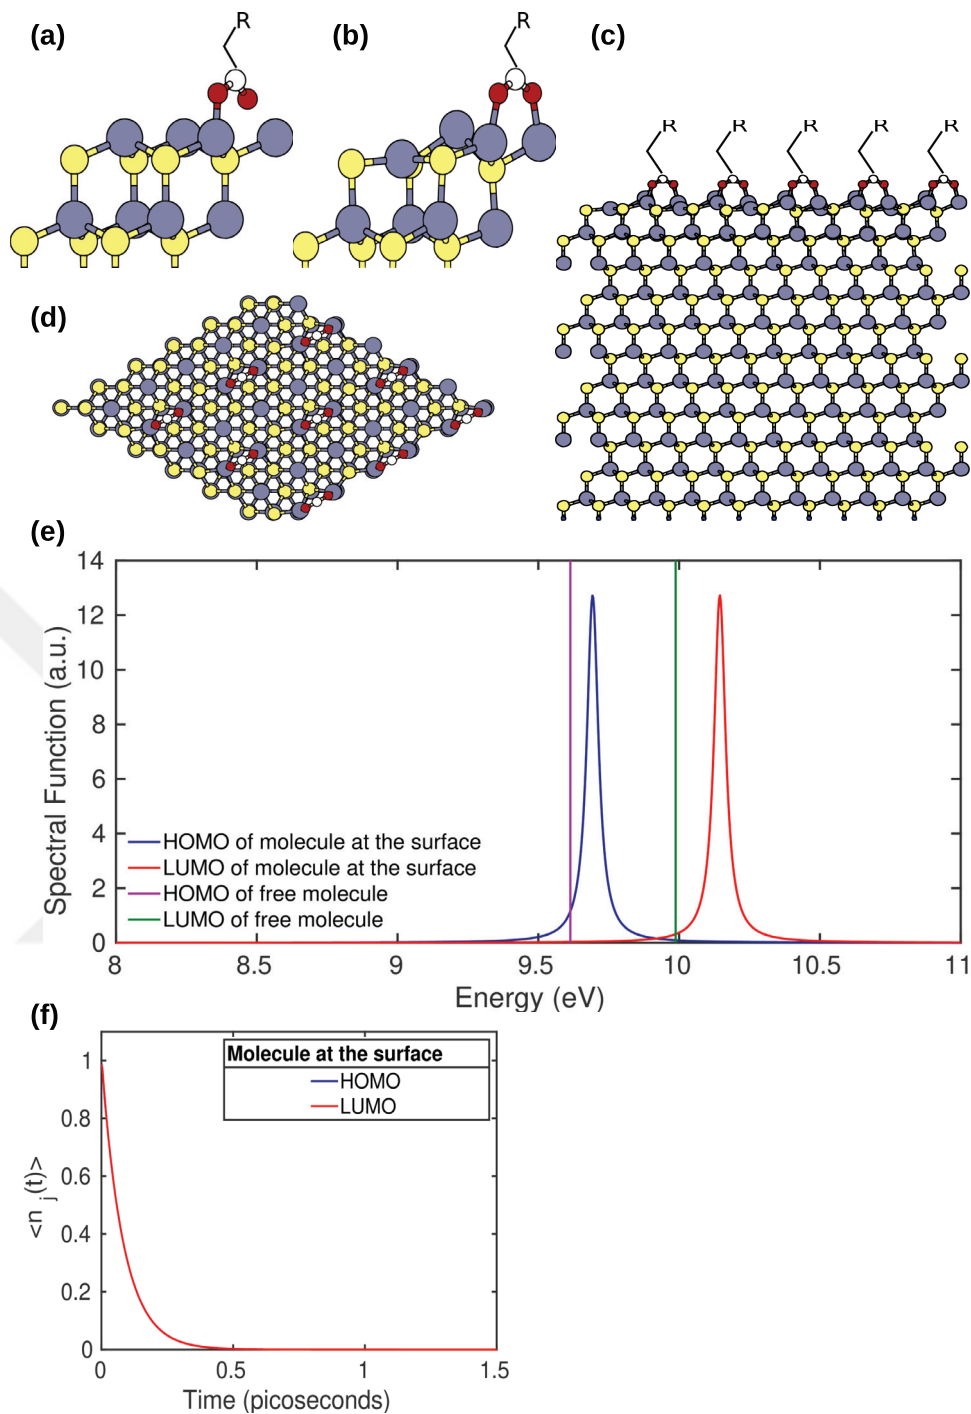 (a)
R
(b)
R
(c)
R R R R R
(d)
(e)
14
12
10
8
6
4
2
0
Spectral Function (a.u.)
HOMO of molecule at the surface
LUMO of molecule at the surface
HOMO of free molecule
LUMO of free molecule
8 8.5 9 9.5 10 10.5 11
Energy (eV)
(f)
1
0.8
0.6
0.4
0.2
0
<n j(t)>
Molecule at the surface
HOMO
LUMO
0 0.5 1 1.5
Time (picoseconds)